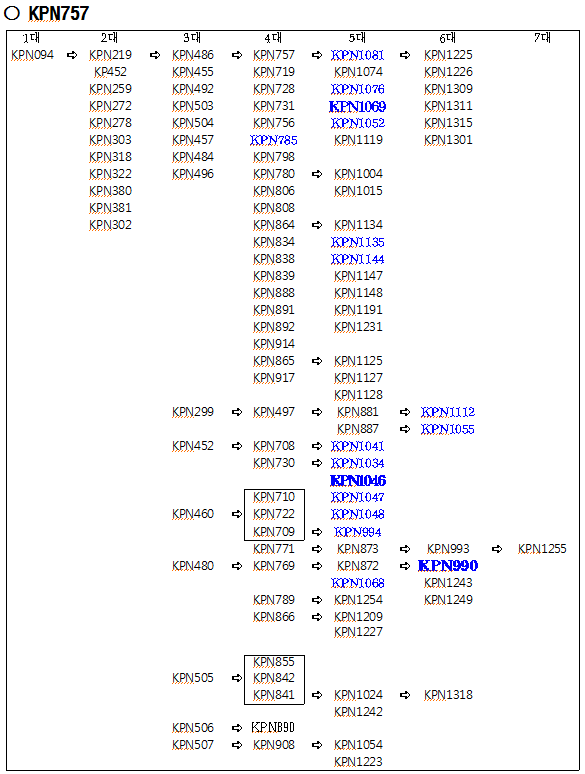 ○ KPN757
1대 2대 3대 4대 5대 6대 7대
KPN094 ⇨ KPN219 ⇨ KPN486 ⇨ KPN757 ⇨ KPN1081 ⇨ KPN1225
KP452 KPN455 KPN719 KPN1074 KPN1226
KPN259 KPN492 KPN728 KPN1076 KPN1309
KPN272 KPN503 KPN731 KPN1069 KPN1311
KPN278 KPN504 KPN756 KPN1052 KPN1315
KPN303 KPN457 KPN785 KPN1119 KPN1301
KPN318 KPN484 KPN798
KPN322 KPN496 KPN780 ⇨ KPN1004
KPN380 KPN806 KPN1015
KPN381 KPN808
KPN302 KPN864 ⇨ KPN1134
KPN834 KPN1135
KPN838 KPN1144
KPN839 KPN1147
KPN888 KPN1148
KPN891 KPN1191
KPN892 KPN1231
KPN914
KPN865 ⇨ KPN1125
KPN917 KPN1127
KPN1128
KPN299 ⇨ KPN497 ⇨ KPN881 ⇨ KPN1112
KPN887 ⇨ KPN1055
KPN452 ⇨ KPN708 ⇨ KPN1041
KPN730 ⇨ KPN1034
KPN1046
KPN710 KPN1047
KPN460 ⇨ KPN722 KPN1048
KPN709 ⇨ KPN994
KPN771 ⇨ KPN873 ⇨ KPN993 ⇨ KPN1255
KPN480 ⇨ KPN769 ⇨ KPN872 ⇨ KPN990
KPN1068 KPN1243
KPN789 ⇨ KPN1254 KPN1249
KPN866 ⇨ KPN1209
KPN1227
KPN855
KPN505 ⇨ KPN842
KPN841 ⇨ KPN1024 ⇨ KPN1318
KPN1242
KPN506 ⇨ KPN890
KPN507 ⇨ KPN908 ⇨ KPN1054
KPN1223